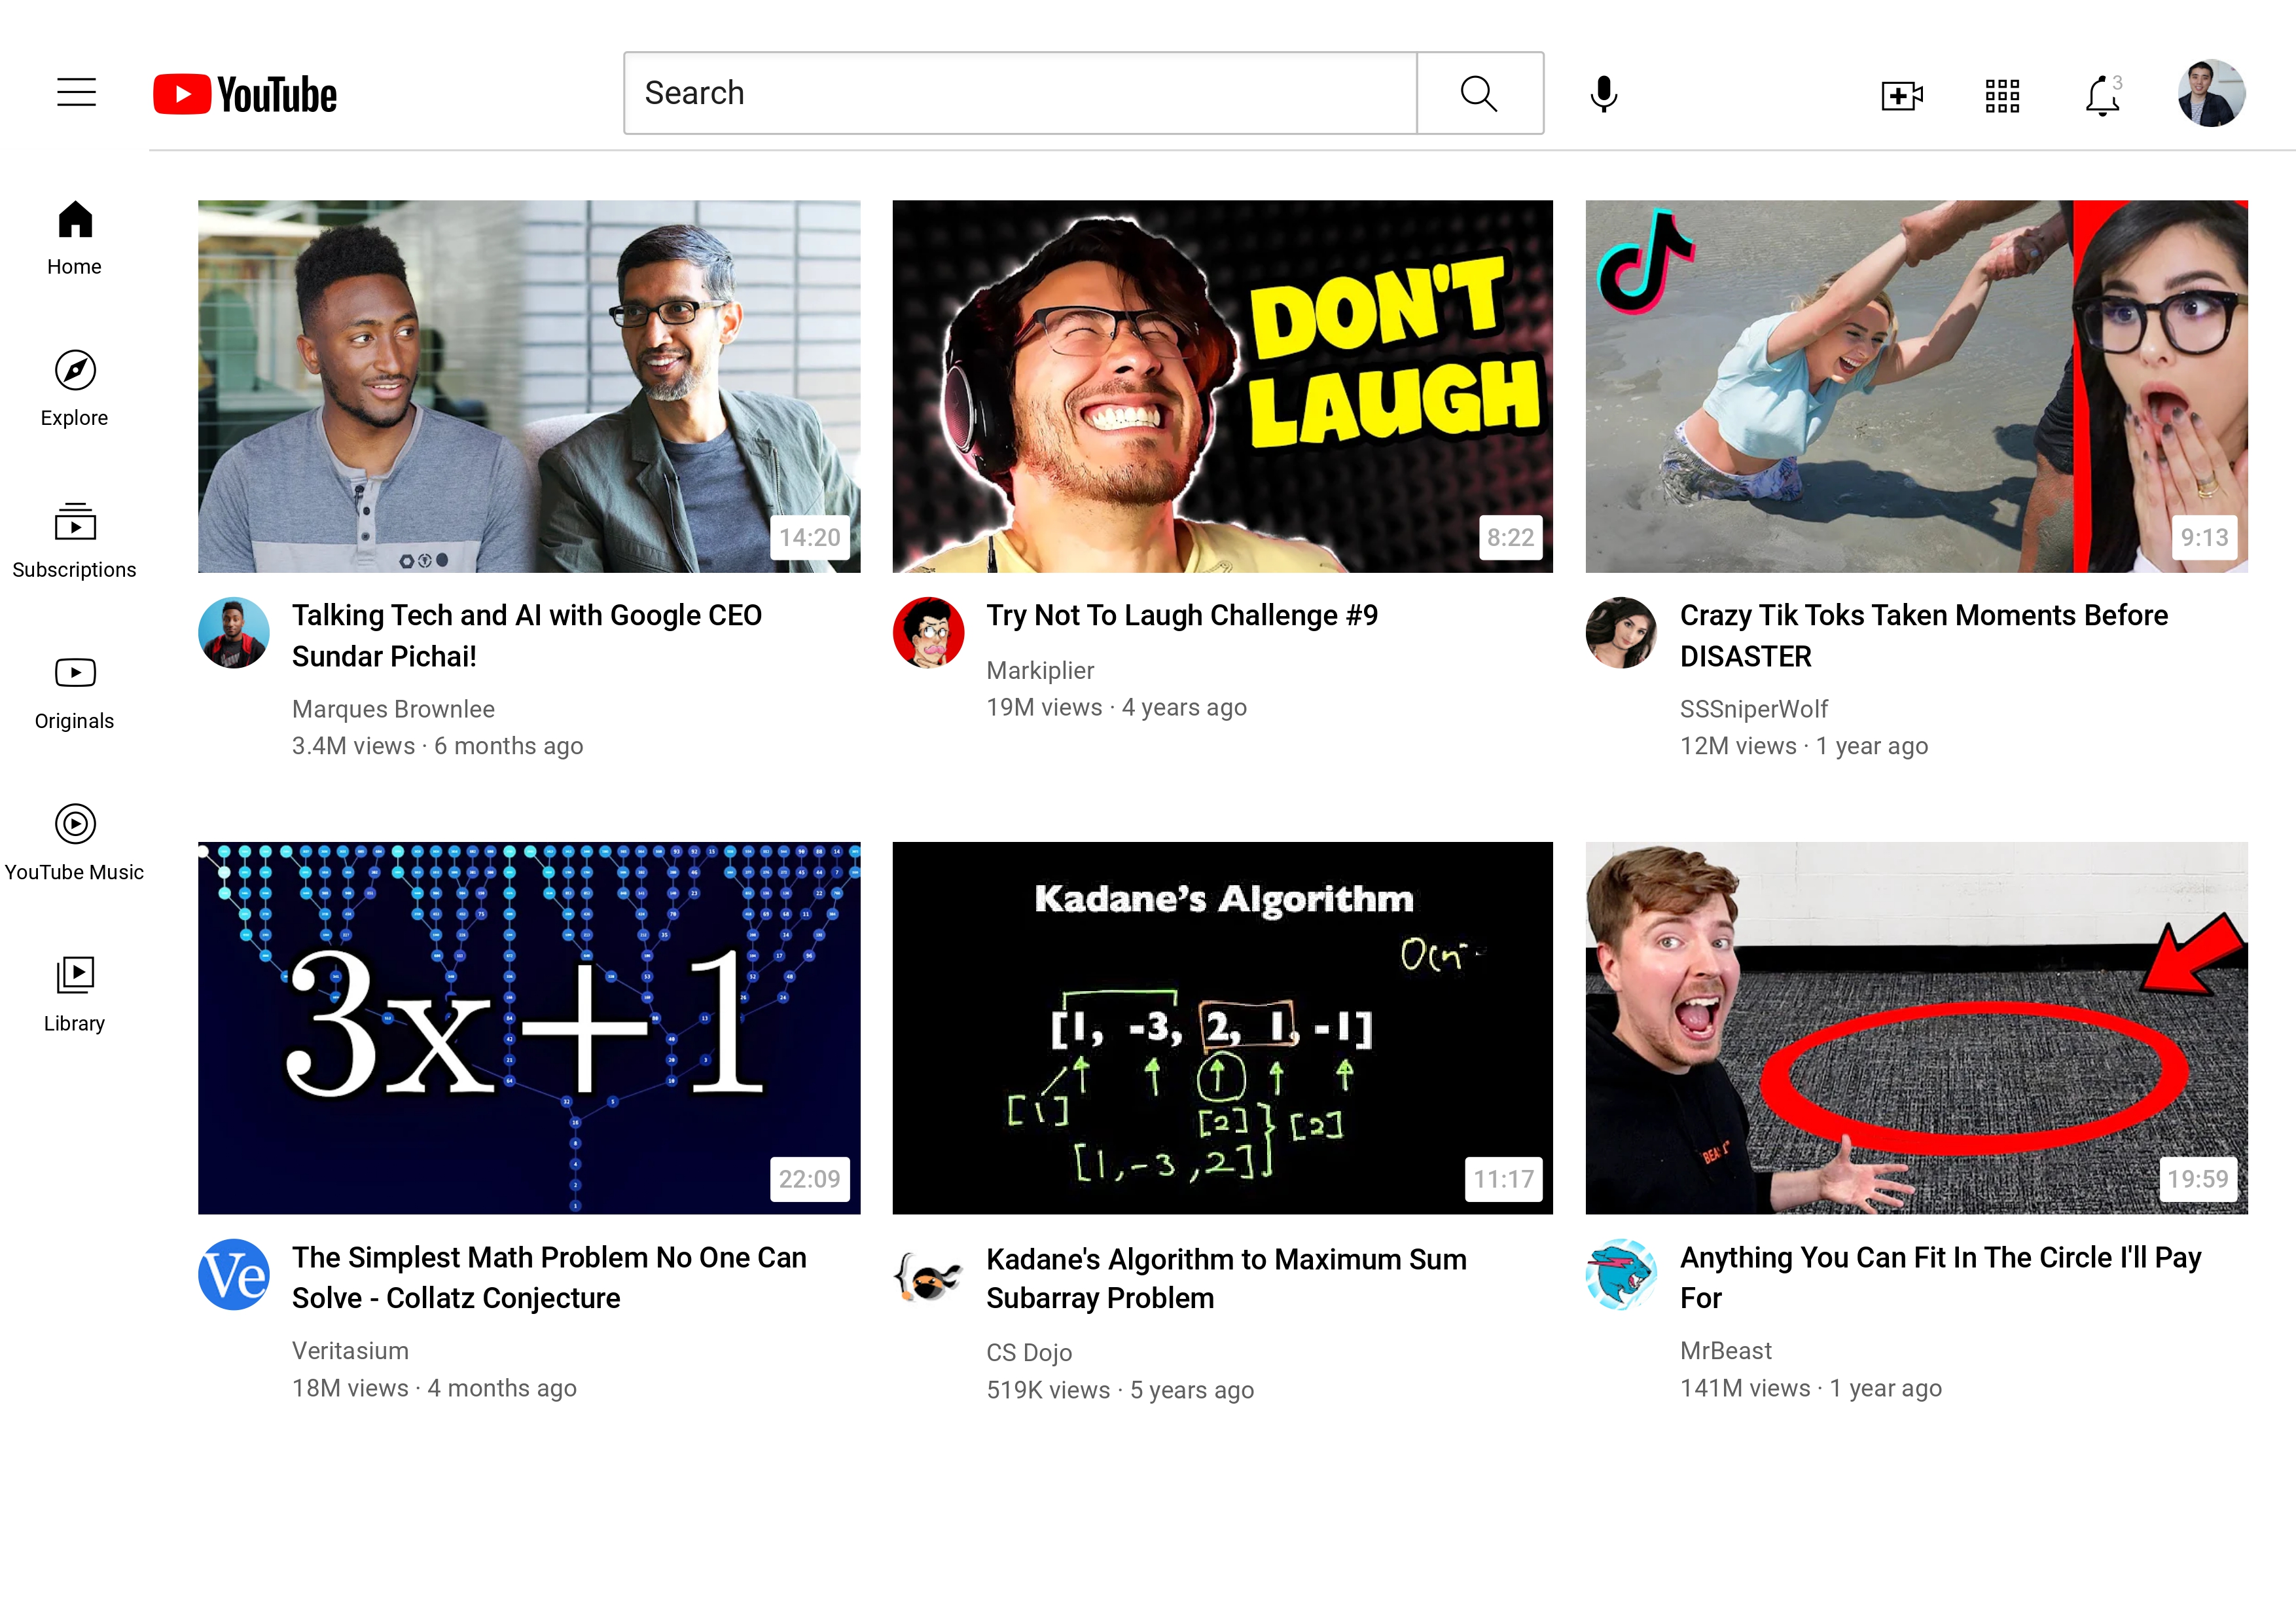 YouTube
Search
3
Home
Explore
Subscriptions
Originals
YouTube Music
Library
14:20
Talking Tech and AI with Google CEO
Sundar Pichai!
Marques Brownlee
3.4M views · 6 months ago
DON'T
LAUGH
8:22
Try Not To Laugh Challenge #9
Markiplier
19M views · 4 years ago
9:13
Crazy Tik Toks Taken Moments Before
DISASTER
SSSniperWolf
12M views · 1 year ago
3x+1
22:09
The Simplest Math Problem No One Can
Solve - Collatz Conjecture
Ve
Veritasium
18M views · 4 months ago
Kadane's Algorithm
[1, -3, 2, 1, -1]
[1]
[2]
[2]
[1,-3,2]
11:17
Kadane's Algorithm to Maximum Sum
Subarray Problem
CS Dojo
519K views · 5 years ago
19:59
Anything You Can Fit In The Circle I'll Pay
For
MrBeast
141M views · 1 year ago